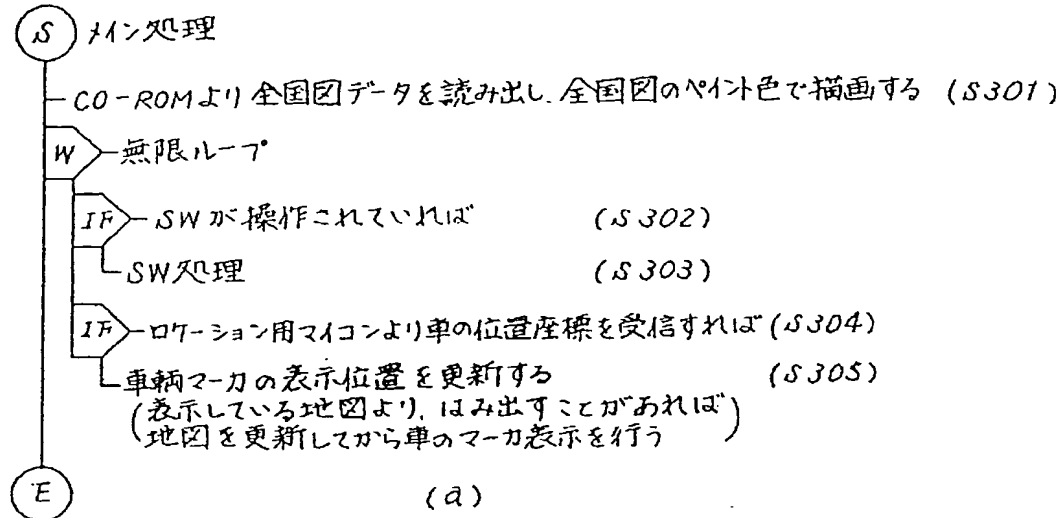 S メイン処理
CO-ROMより全国図データを読み出し、全国図のペイント色で描画する (S301)
W 無限ループ
IF SWが操作されていれば (S302)
SW処理 (S303)
IF ロケーション用マイコンより車の位置座標を受信すれば (S304)
車輌マーカの表示位置を更新する (S305)
(表示している地図より、はみ出すことがあれば
地図を更新してから車のマーカ表示を行う)
E
(a)